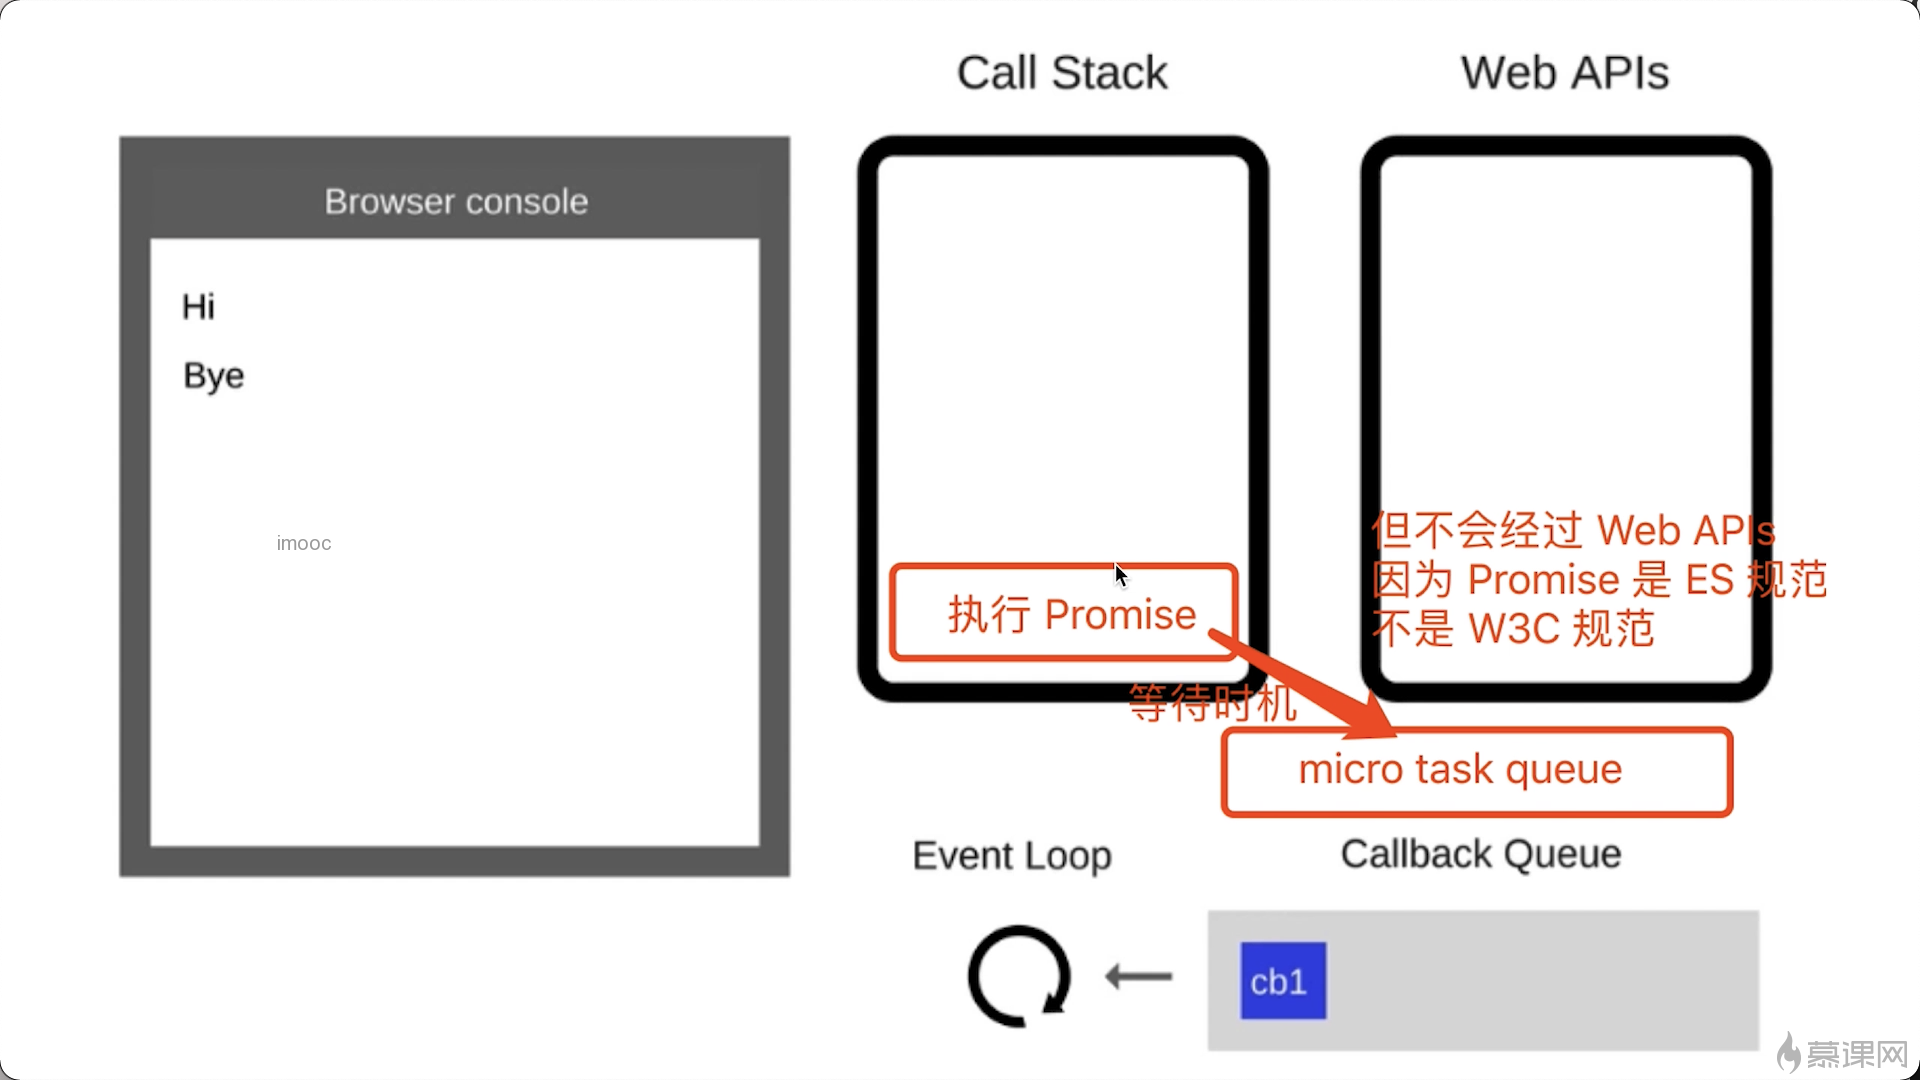 Call Stack
Web APIs
Browser console
Hi
Bye
imooc
但不会经过 Web APIs
因为 Promise 是 ES 规范
不是 W3C 规范
执行 Promise
等待时机
micro task queue
Event Loop
Callback Queue
cb1
慕课网